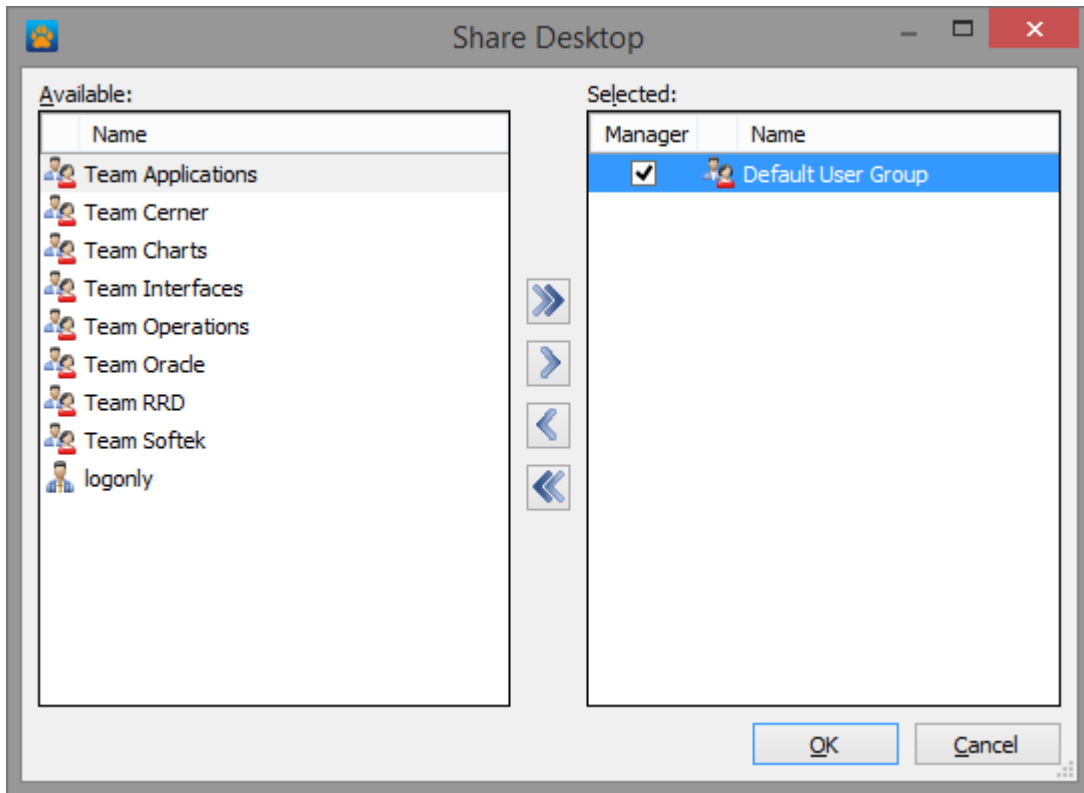 Share Desktop
Available:
Selected:
Name
Manager Name
Team Applications
Default User Group
Team Cerner
Team Charts
Team Interfaces
Team Operations
Team Oracle
Team RRD
Team Softek
logonly
OK
Cancel